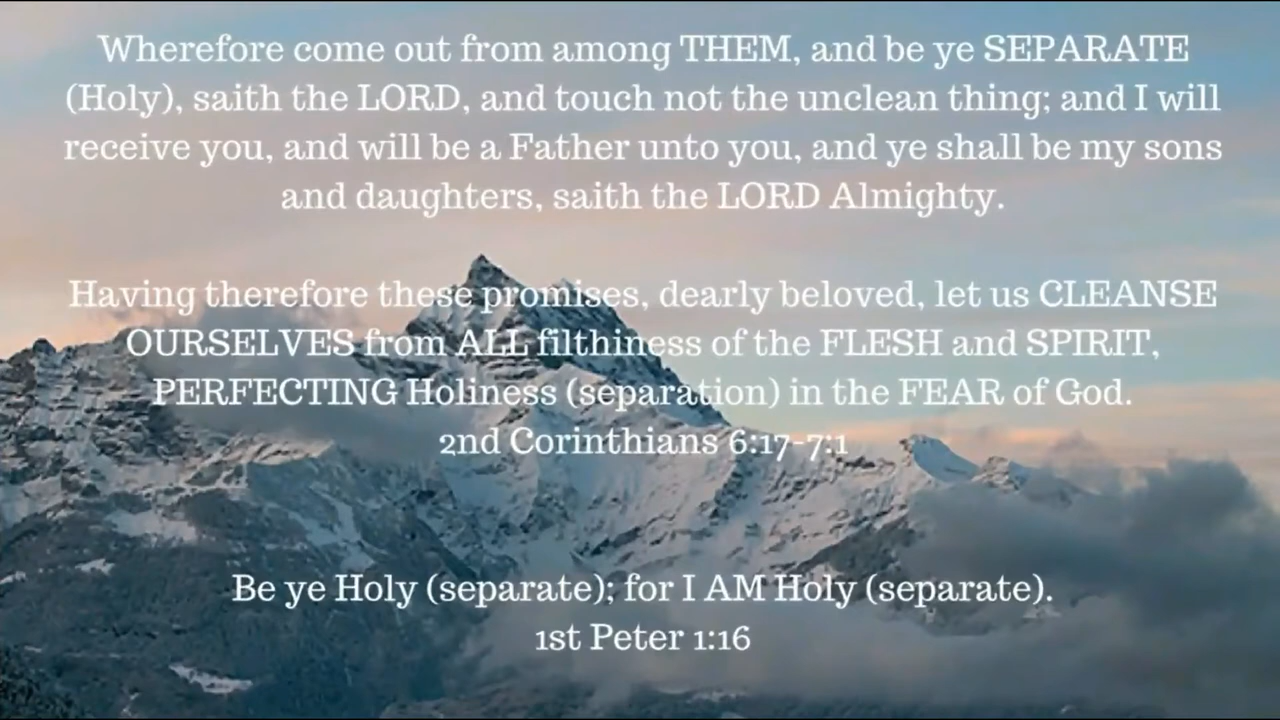 Wherefore come out from among THEM, and be ye SEPARATE
(Holy), saith the LORD, and touch not the unclean thing; and I will
receive you, and will be a Father unto you, and ye shall be my sons
and daughters, saith the LORD Almighty.
Having therefore these promises, dearly beloved, let us CLEANSE
OURSELVES from ALL filthiness of the FLESH and SPIRIT,
PERFECTING Holiness (separation) in the FEAR of God.
2nd Corinthians 6:17-7:1
Be ye Holy (separate); for I AM Holy (separate).
1st Peter 1:16